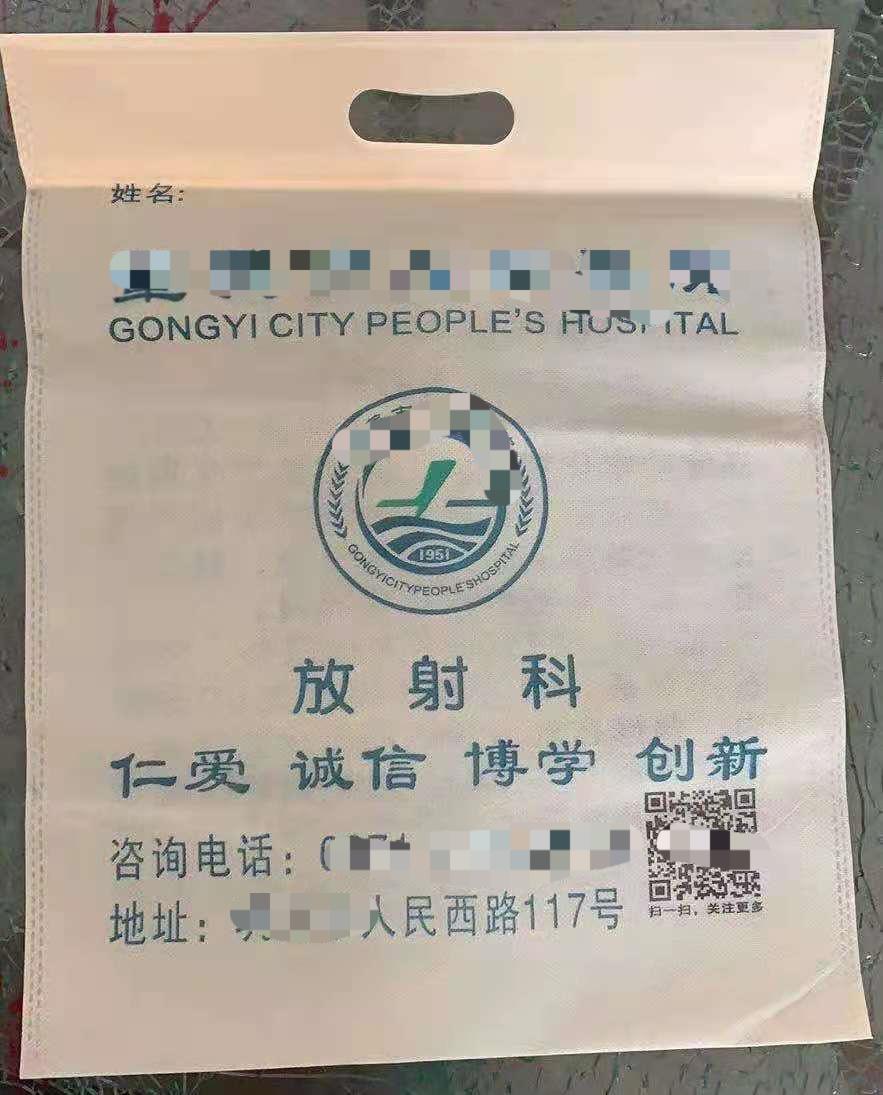 姓名:
GONGYI CITY PEOPLE'S HOSPITAL
1951
GONGYICITYPEOPLE'SHOSPITAL
放射科
仁爱 诚信 博学 创新
咨询电话:
扫一扫，关注更多
地址: 人民西路117号